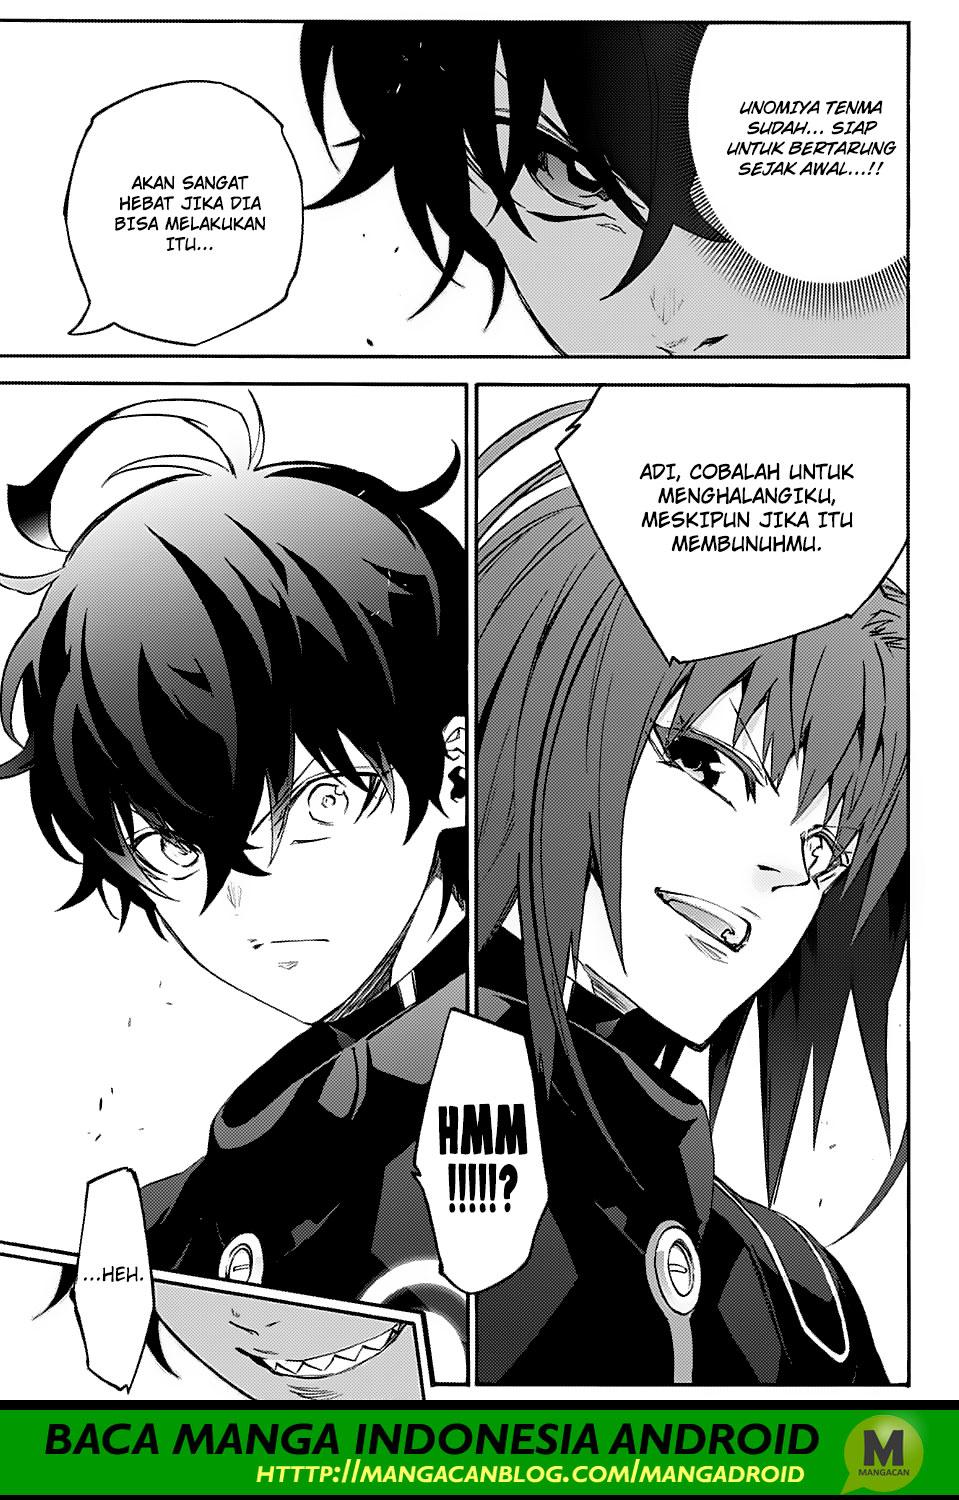 UNOMIYA TENMA
SUDAH... SIAP
UNTUK BERTARUNG
SEJAK AWAL...!!
AKAN SANGAT
HEBAT JIKA DIA
BISA MELAKUKAN
ITU...
ADI, COBALAH UNTUK
MENGHALANGIKU,
MESKIPUN JIKA ITU
MEMBUNUHMU.
HMM
!!!!!?
...HEH.
BACA MANGA INDONESIA ANDROID
HTTTP://MANGACANBLOG.COM/MANGADROID
M
MANGACAN